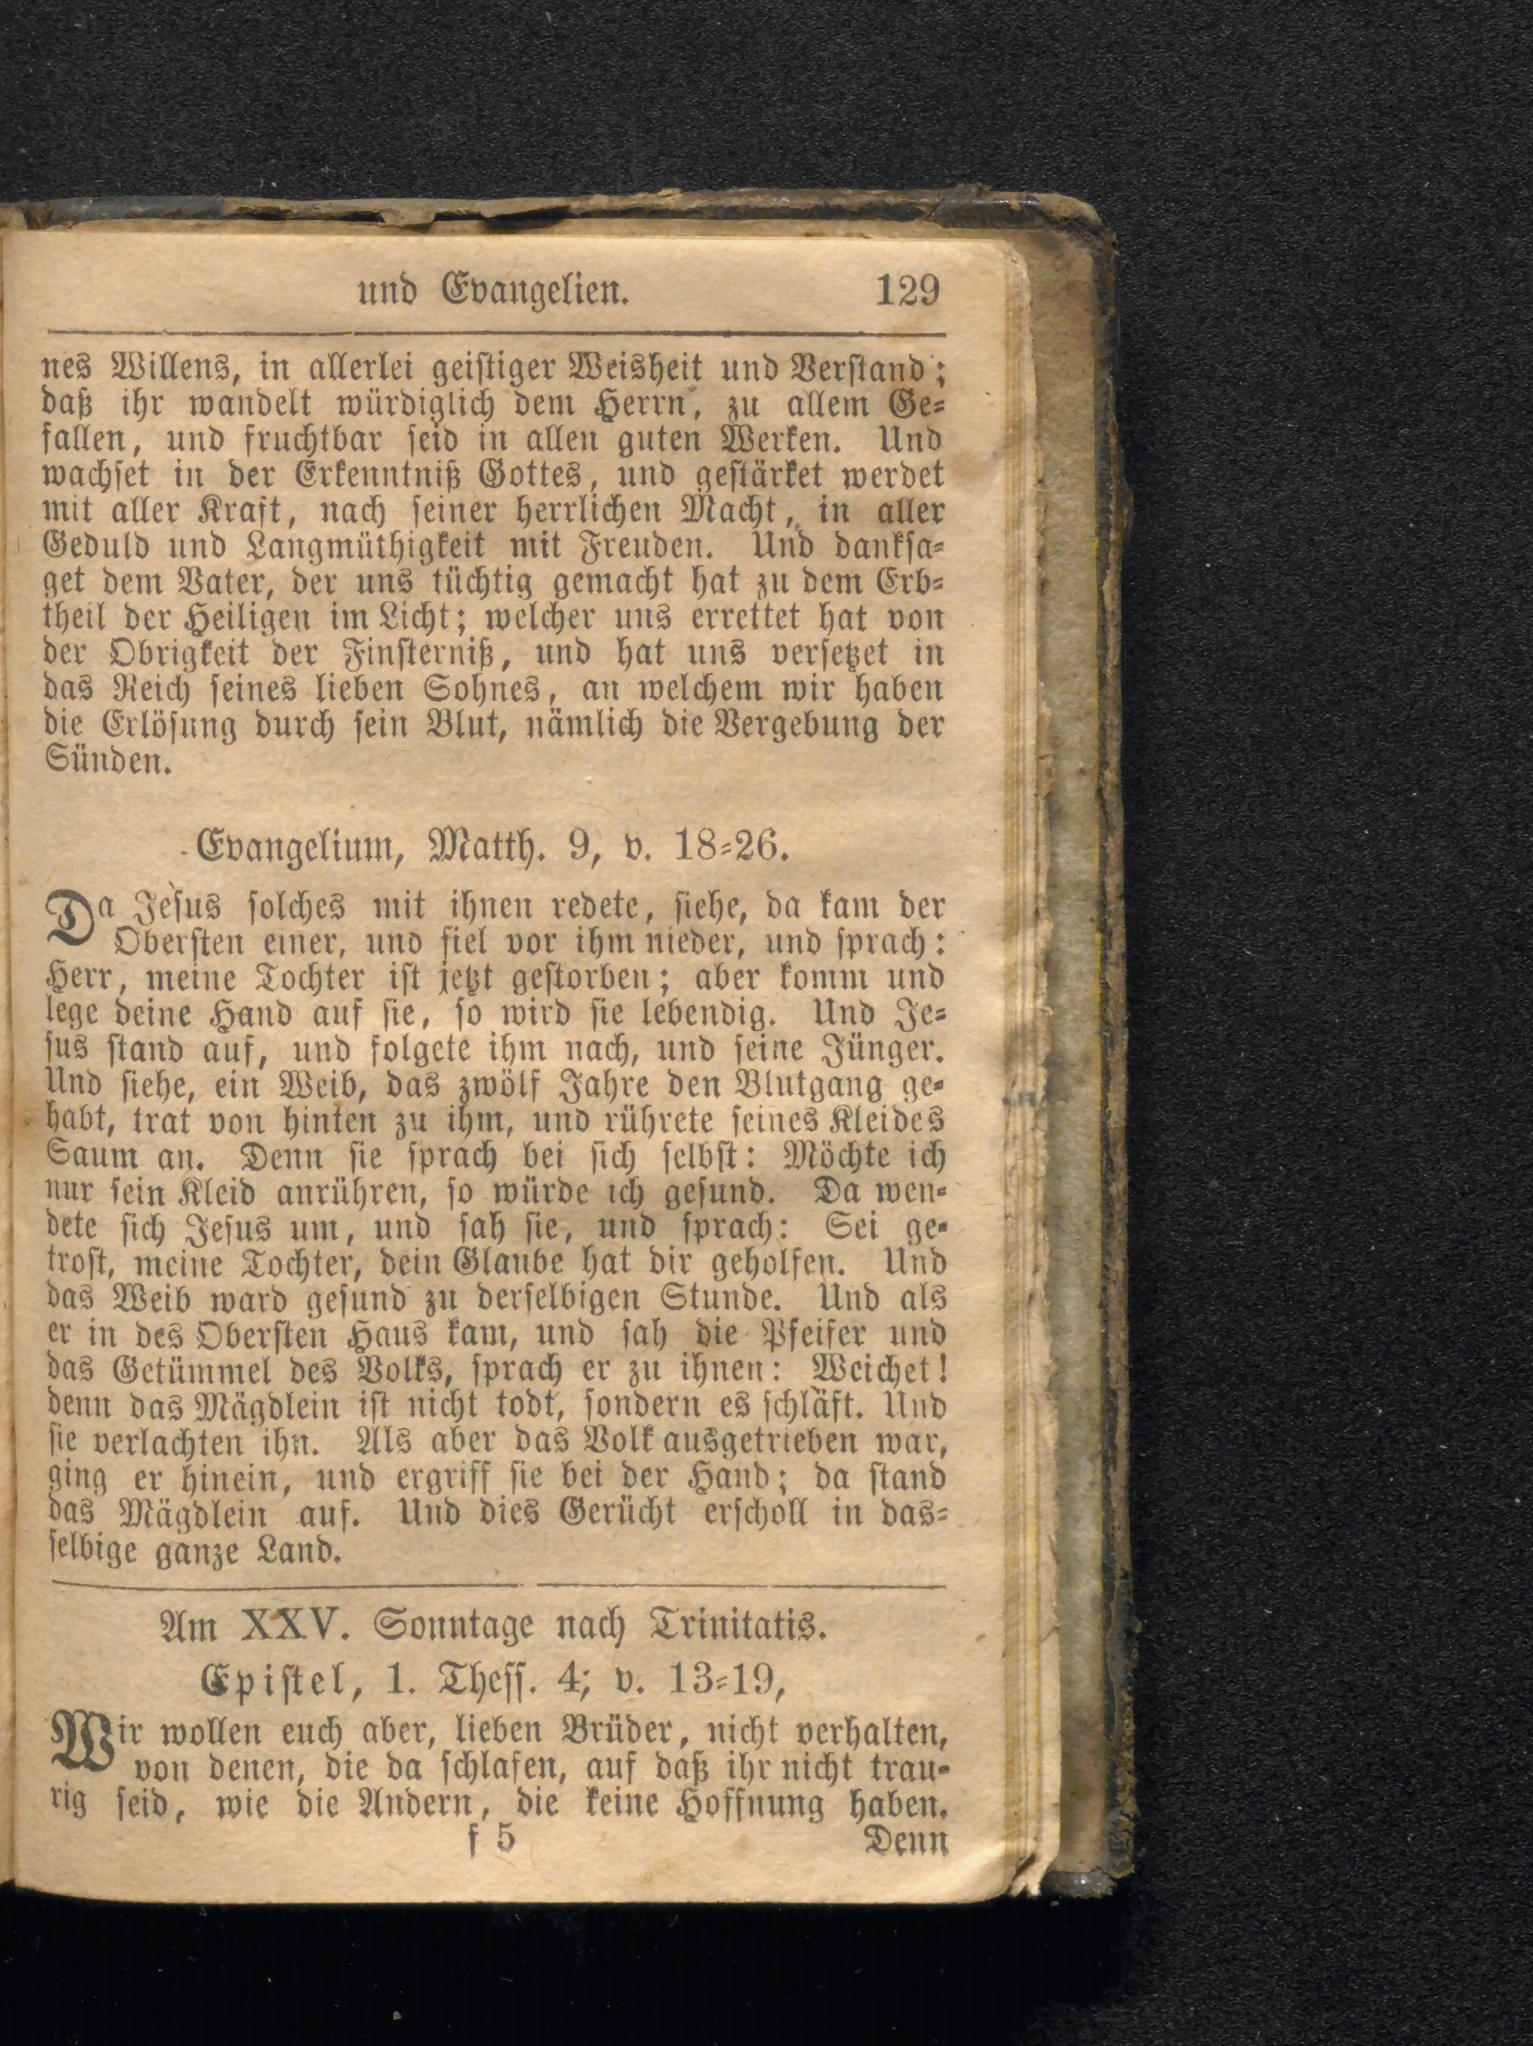 und Evangelien. 129
nes Willens, in allerlei geistiger Weisheit und Verstand;
daß ihr wandelt würdiglich dem Herrn, zu allem Ge-
fallen, und fruchtbar seid in allen guten Werken. Und
wachset in der Erkenntniß Gottes, und gestärket werdet
mit aller Kraft, nach seiner herrlichen Macht, in aller
Geduld und Langmüthigkeit mit Freuden. Und danksa-
get dem Vater, der uns tüchtig gemacht hat zu dem Erb-
theil der Heiligen im Licht; welcher uns errettet hat von
der Obrigkeit der Finsterniß, und hat uns versetzet in
das Reich seines lieben Sohnes, an welchem wir haben
die Erlösung durch sein Blut, nämlich die Vergebung der
Sünden.
Evangelium, Matth. 9, v. 18-26.
Da Jesus solches mit ihnen redete, siehe, da kam der
Obersten einer, und fiel vor ihm nieder, und sprach:
Herr, meine Tochter ist jetzt gestorben; aber komm und
lege deine Hand auf sie, so wird sie lebendig. Und Je-
sus stand auf, und folgete ihm nach, und seine Jünger.
Und siehe, ein Weib, das zwölf Jahre den Blutgang ge-
habt, trat von hinten zu ihm, und rührete seines Kleides
Saum an. Denn sie sprach bei sich selbst: Möchte ich
nur sein Kleid anrühren, so würde ich gesund. Da wen-
dete sich Jesus um, und sah sie, und sprach: Sei ge-
trost, meine Tochter, dein Glaube hat dir geholfen. Und
das Weib ward gesund zu derselbigen Stunde. Und als
er in des Obersten Haus kam, und sah die Pfeifer und
das Getümmel des Volks, sprach er zu ihnen: Weichet!
denn das Mägdlein ist nicht todt, sondern es schläft. Und
sie verlachten ihn. Als aber das Volk ausgetrieben war,
ging er hinein, und ergriff sie bei der Hand; da stand
das Mägdlein auf. Und dies Gerücht erscholl in das-
selbige ganze Land.
Am XXV. Sonntage nach Trinitatis.
Epistel, 1. Thess. 4; v. 13-19,
Wir wollen euch aber, lieben Brüder, nicht verhalten,
von denen, die da schlafen, auf daß ihr nicht trau-
rig seid, wie die Andern, die keine Hoffnung haben.
f 5 Denn